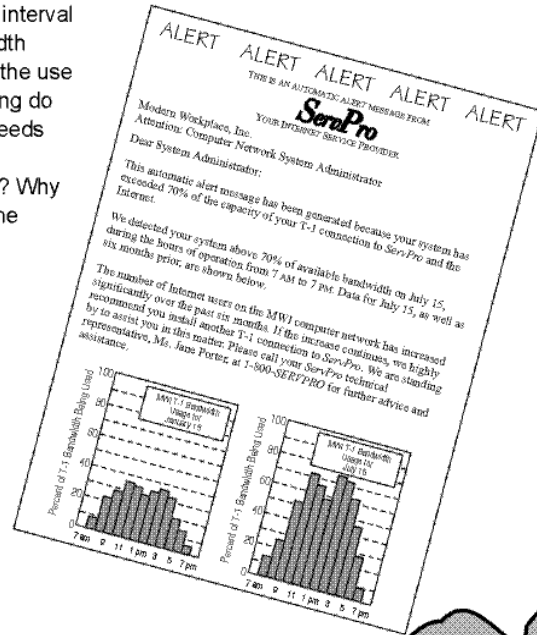 interval
dth
the use
ng do
eeds
? Why
ne
ALERT ALERT ALERT ALERT ALERT
THIS IS AN AUTOMATIC ALERT MESSAGE FROM
ServPro
YOUR INTERNET SERVICE PROVIDER
Modern Workplace, Inc.
Attention: Computer Network System Administrator
Dear System Administrator:
This automatic alert message has been generated because your system has
exceeded 70% of the capacity of your T-1 connection to ServPro and the
Internet.
We detected your system above 70% of available bandwidth on July 15,
during the hours of operation from 7 AM to 7 PM. Data for July 15, as well as
six months prior, are shown below.
The number of Internet users on the MWI computer network has increased
significantly over the past six months. If the increase continues, we highly
recommend you install another T-1 connection to ServPro. We are standing
by to assist you in this matter. Please call your ServPro technical
representative, Ms. Jane Porter, at 1-800-SERVPRO for further advice and
assistance.
Percent of T-1 Bandwidth Being Used
100
80
60
40
20
0
MWI T-1 Bandwidth
Usage for
January 15
7 am 9 11 1 pm 3 5 7 pm
Percent of T-1 Bandwidth Being Used
100
80
60
40
20
0
MWI T-1 Bandwidth
Usage for
July 15
7 am 9 11 1 pm 3 5 7 pm